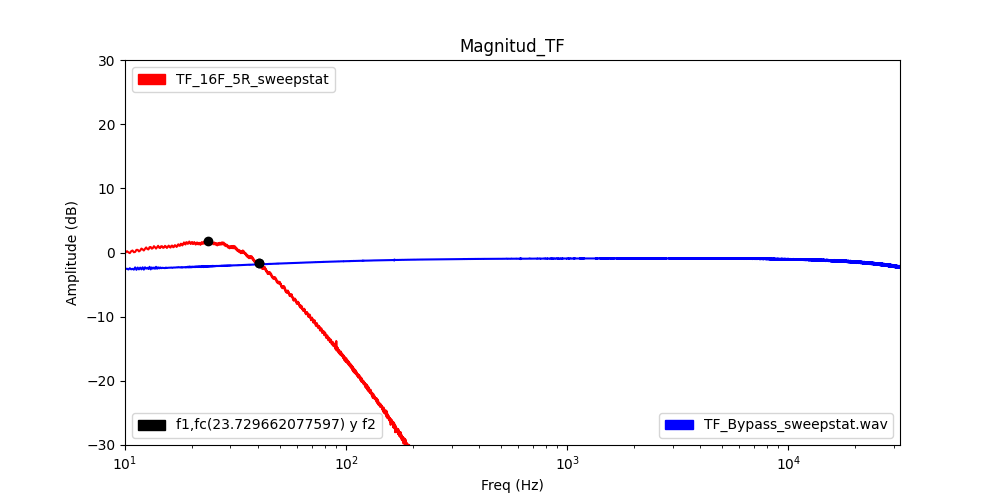 Magnitud_TF
TF_16F_5R_sweepstat
Amplitude (dB)
30
20
10
0
−10
−20
−30
f1,fc(23.729662077597) y f2
TF_Bypass_sweepstat.wav
10¹
10²
10³
10⁴
Freq (Hz)